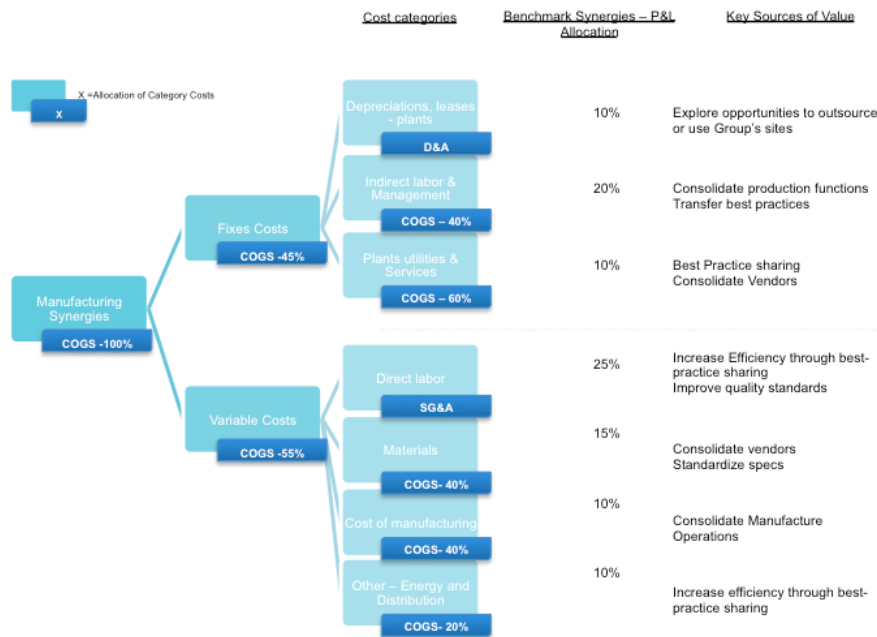 Cost categories
Benchmark Synergies – P&L
Allocation
Key Sources of Value
X =Allocation of Category Costs
X
Depreciations, leases
- plants
D&A
10%
Explore opportunities to outsource
or use Group's sites
Indirect labor &
Management
COGS – 40%
20%
Consolidate production functions
Transfer best practices
Fixes Costs
COGS -45%
Plants utilities &
Services
COGS – 60%
10%
Best Practice sharing
Consolidate Vendors
Manufacturing
Synergies
COGS -100%
Direct labor
SG&A
25%
Increase Efficiency through best-
practice sharing
Improve quality standards
Variable Costs
COGS -55%
Materials
COGS- 40%
15%
Consolidate vendors
Standardize specs
Cost of manufacturing
COGS- 40%
10%
Consolidate Manufacture
Operations
Other – Energy and
Distribution
COGS- 20%
10%
Increase efficiency through best-
practice sharing